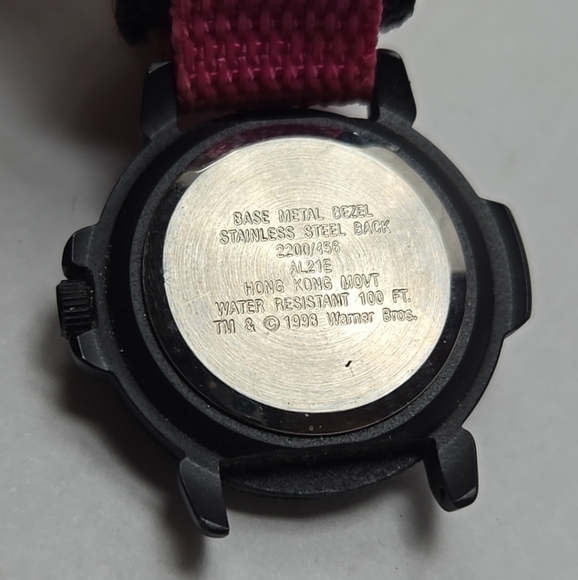 BASE METAL BEZEL
STAINLESS STEEL BACK
2200/456
AL21E
HONG KONG MOVT
WATER RESISTANT 100 FT.
TM & © 1998 Warner Bros.